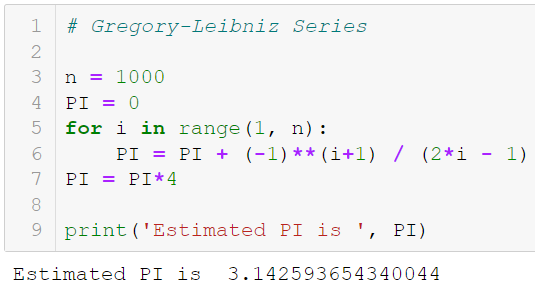 1 # Gregory-Leibniz Series
2
3 n = 1000
4 PI = 0
5 for i in range(1, n):
6     PI = PI + (-1)**(i+1) / (2*i - 1)
7 PI = PI*4
8
9 print('Estimated PI is ', PI)
Estimated PI is  3.142593654340044